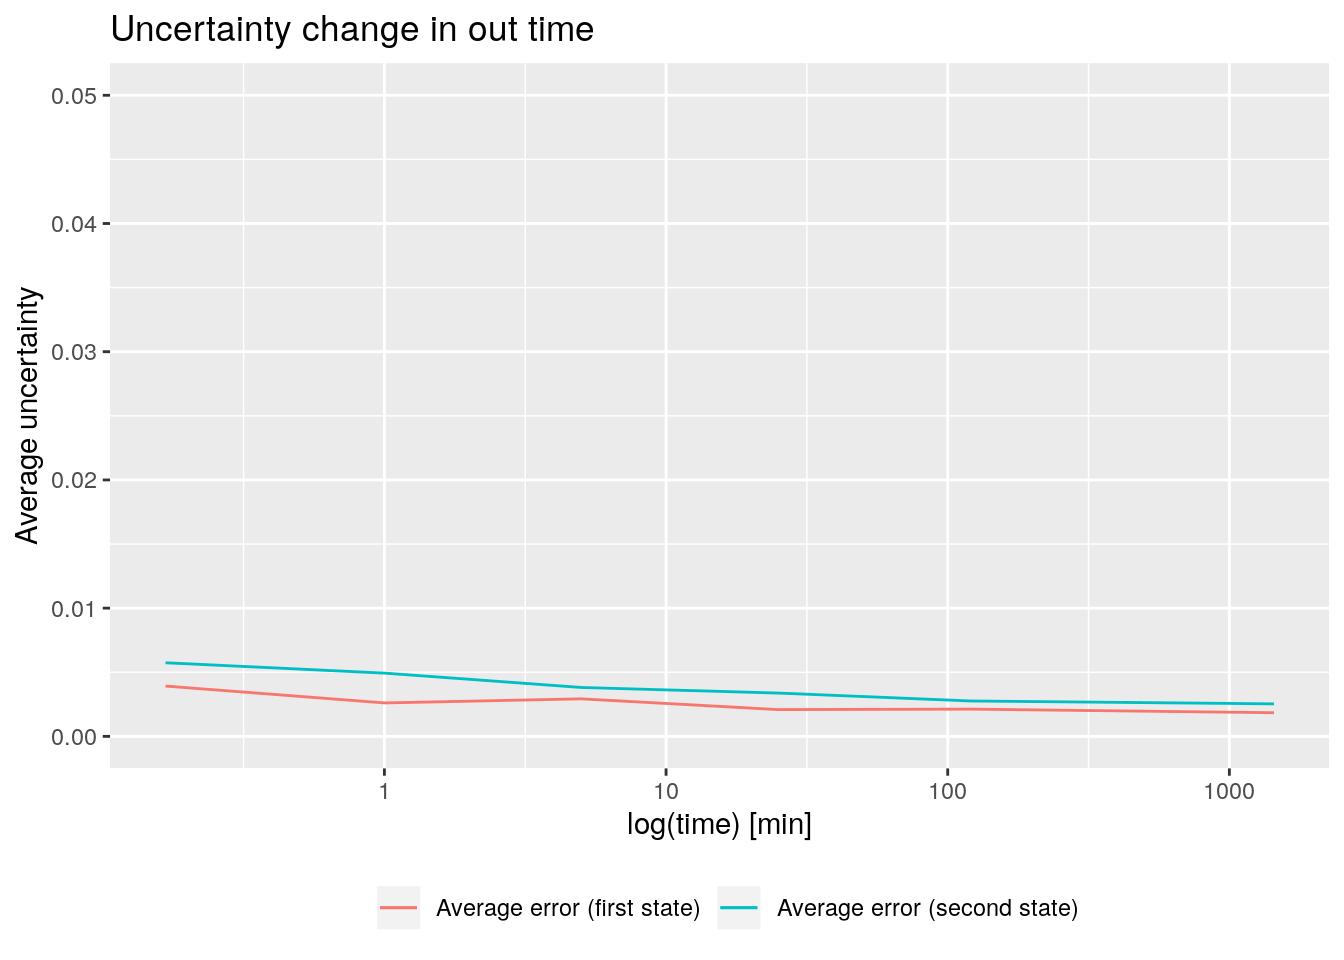 Uncertainty change in out time
0.05
0.04
0.03
0.02
0.01
0.00
Average uncertainty
1 10 100 1000
log(time) [min]
Average error (first state) Average error (second state)